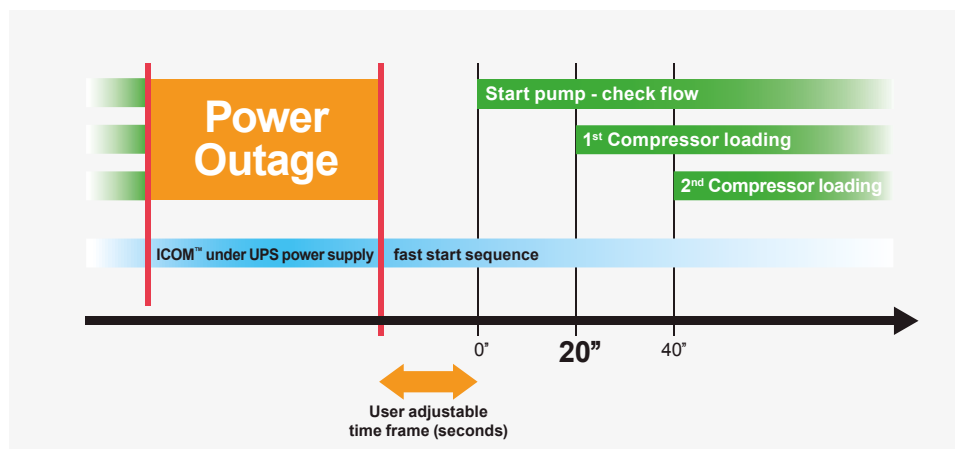 Power
Outage
Start pump - check flow
1st Compressor loading
2nd Compressor loading
ICOM™ under UPS power supply
fast start sequence
0”
20”
40”
User adjustable
time frame (seconds)